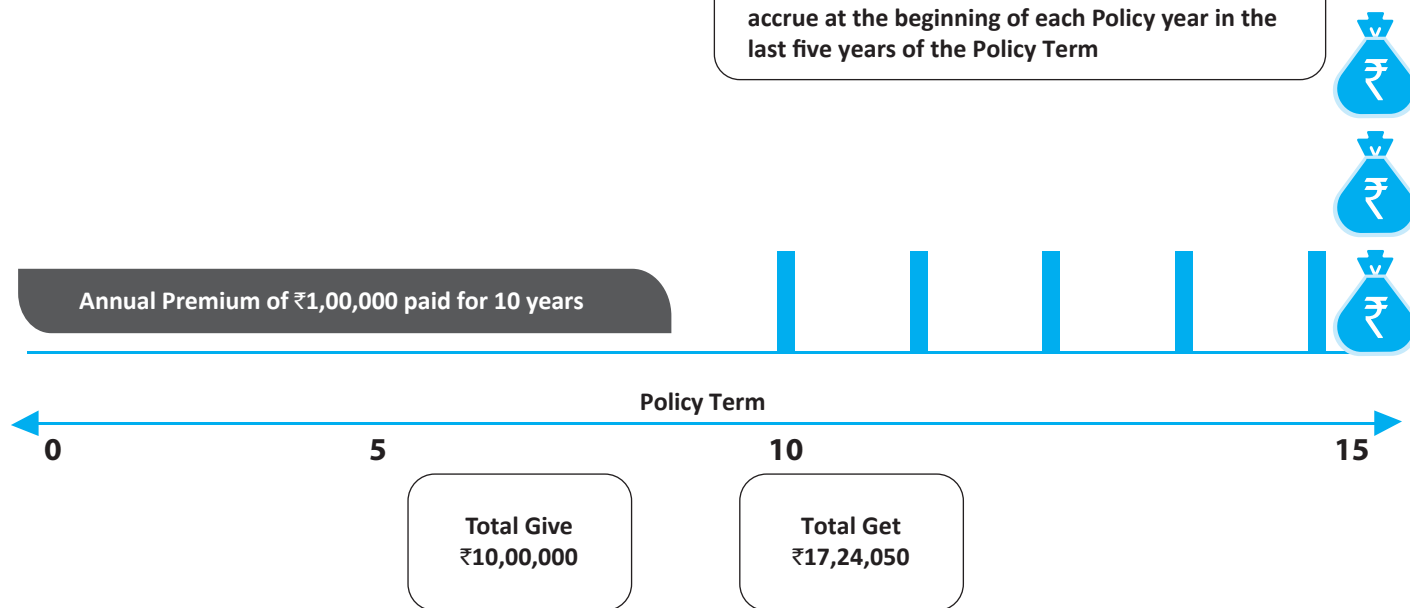 accrue at the beginning of each Policy year in the
last five years of the Policy Term
₹
₹
₹
Annual Premium of ₹1,00,000 paid for 10 years
Policy Term
0 5 10 15
Total Give
₹10,00,000
Total Get
₹17,24,050